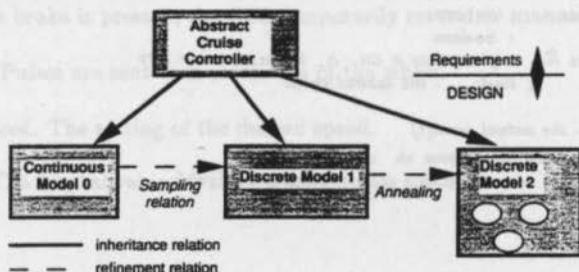 Abstract
Cruise
Controller
Requirements
DESIGN
Continuous
Model 0
Sampling
relation
Discrete Model 1
Annealing
Discrete
Model 2
inheritance relation
refinement relation